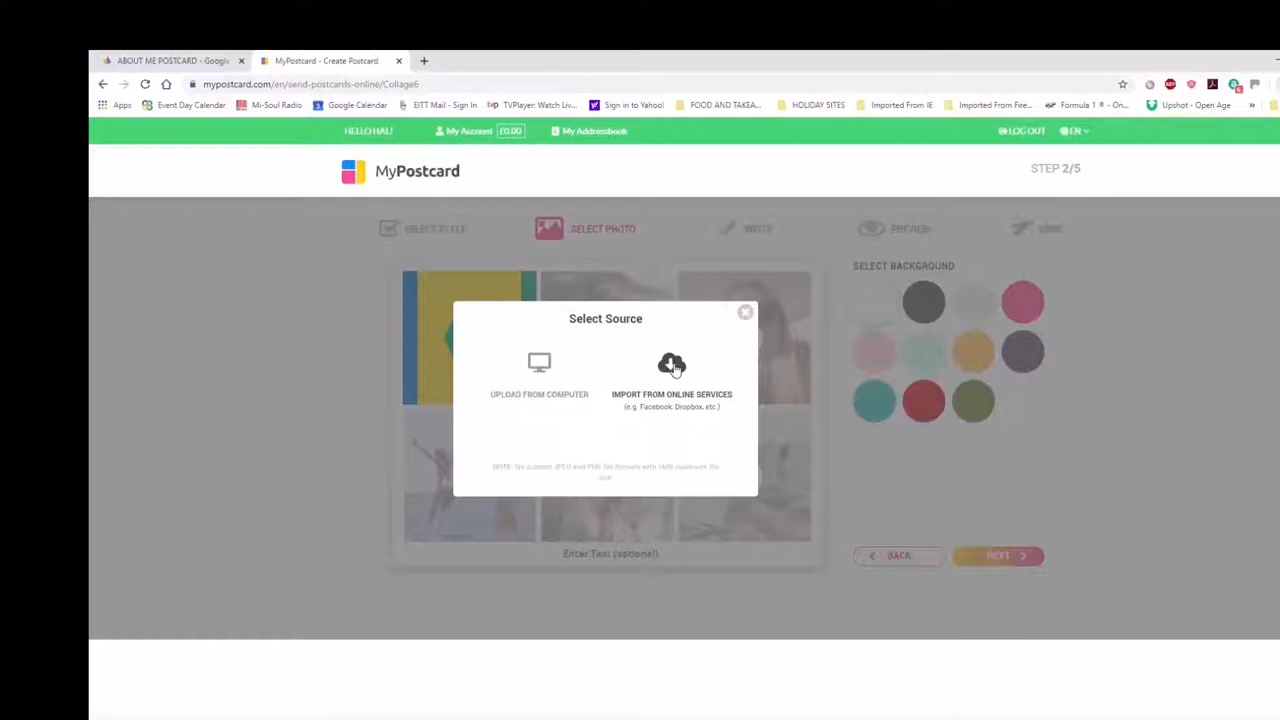 ABOUT ME POSTCARD - Google
MyPostcard - Create Postcard
mypostcard.com/en/send-postcards-online/Collage6
Apps Event Day Calendar Mi-Soul Radio Google Calendar EITT Mail - Sign In TVPlayer: Watch Liv... Sign in to Yahoo! FOOD AND TAKEA... HOLIDAY SITES Imported From IE Imported From Fire... Formula 1 ® - On... Upshot - Open Age
HELLO HAL! My Account £0.00 My Addressbook LOG OUT EN
MyPostcard STEP 2/5
SELECT PHOTO PREVIEW
SELECT BACKGROUND
Select Source
UPLOAD FROM COMPUTER IMPORT FROM ONLINE SERVICES
(e.g. Facebook, Dropbox, etc.)
Enter Text (optional)
BACK NEXT